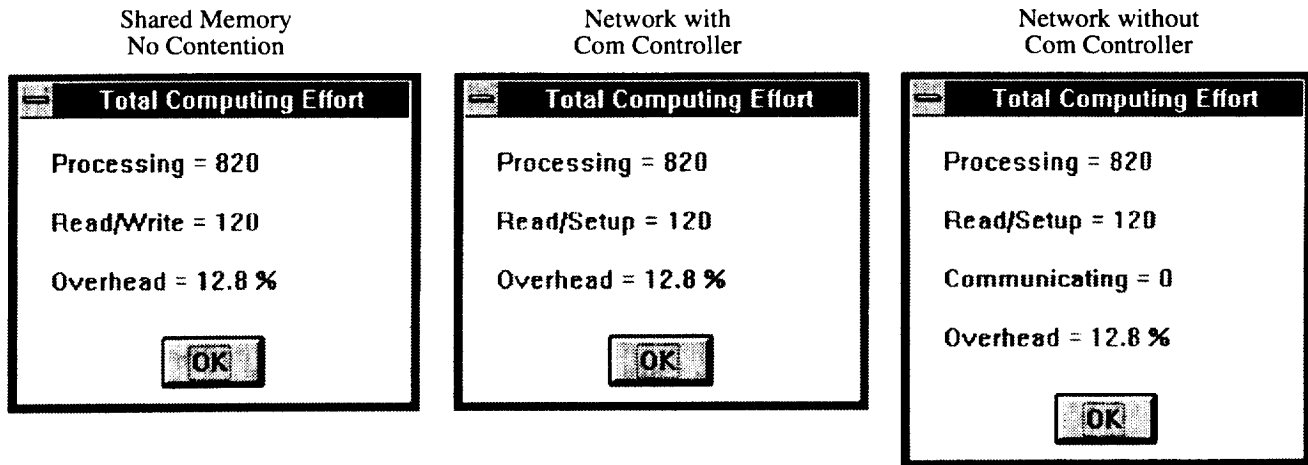 Shared Memory
No Contention
Total Computing Effort
Processing = 820
Read/Write = 120
Overhead = 12.8 %
OK
Network with
Com Controller
Total Computing Effort
Processing = 820
Read/Setup = 120
Overhead = 12.8 %
OK
Network without
Com Controller
Total Computing Effort
Processing = 820
Read/Setup = 120
Communicating = 0
Overhead = 12.8 %
OK